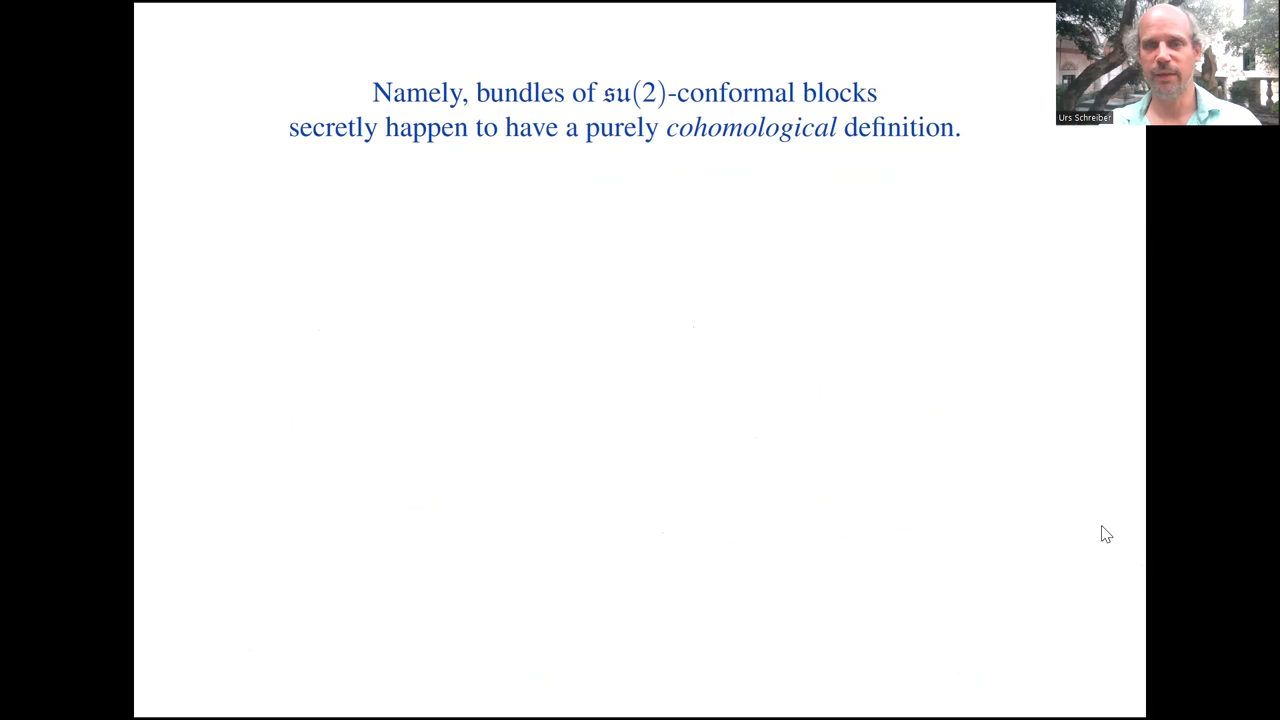 Namely, bundles of 𝔰𝔲(2)-conformal blocks
secretly happen to have a purely cohomological definition.
Urs Schreiber